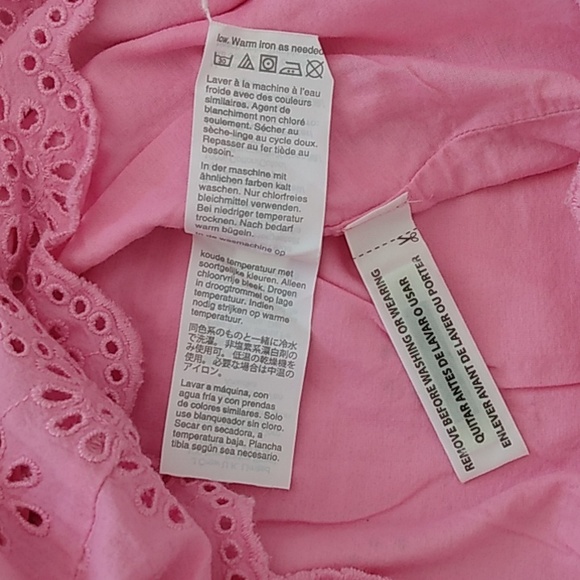 low. Warm iron as needed
Laver à la machine à l'eau
froide avec des couleurs
similaires. Agent de
blanchiment non chloré
seulement. Sécher au
sèche-linge au cycle doux.
Repasser au fer tiède au
besoin.
In der maschine mit
ähnlichen farben kalt
waschen. Nur chlorfreies
bleichmittel verwenden.
Bei niedriger temperatur
trocknen. Nach bedarf
warm bügeln.
in de wasmachine op
koude temperatuur met
soortgelijke kleuren. Alleen
chloorvrije bleek. Drogen
in droogtrommel op lage
temperatuur. Indien
nodig strijken op warme
temperatuur.
同色系のものと一緒に冷水
で洗濯。非塩素系漂白剤の
み使用可。低温の乾燥機を
使用。必要な場合は中温の
アイロン。
Lavar a máquina, con
agua fría y con prendas
de colores similares. Solo
use blanqueador sin cloro.
Secar en secadora, a
temperatura baja. Plancha
tibia según sea necesario.
REMOVE BEFORE WASHING OR WEARING
QUITAR ANTES DE LAVAR O USAR
ENLEVER AVANT DE LAVER OU PORTER